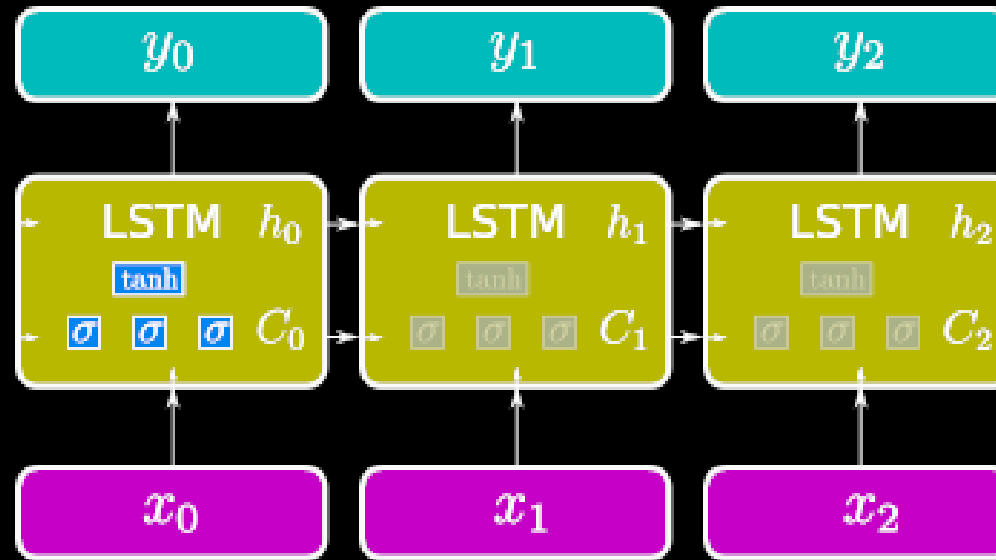 y₀ y₁ y₂
LSTM h₀ LSTM h₁ LSTM h₂
tanh tanh tanh
σ σ σ C₀ σ σ σ C₁ σ σ σ C₂
x₀ x₁ x₂